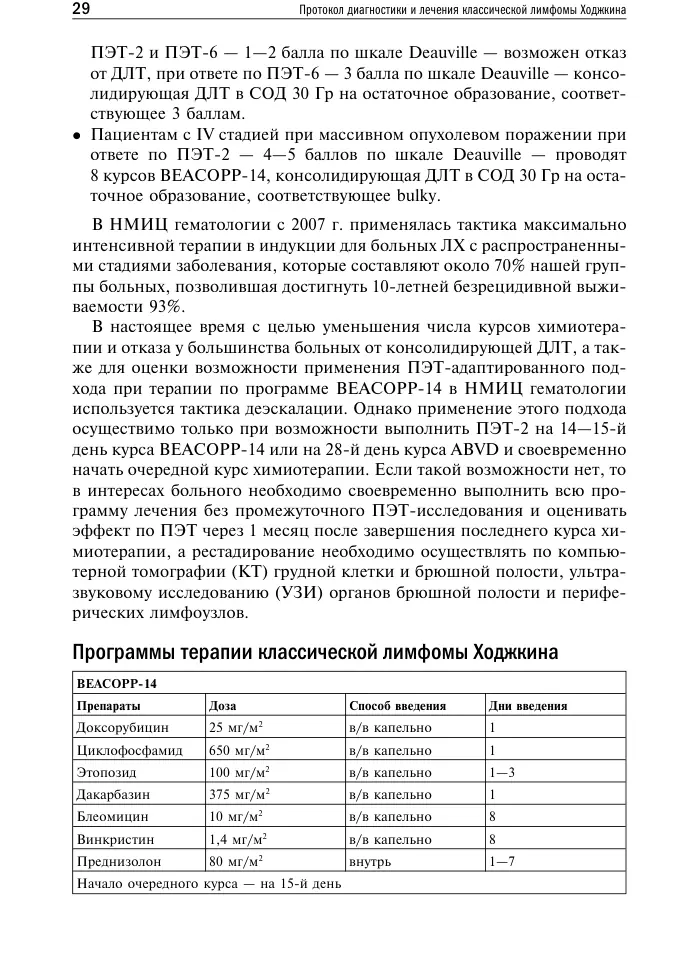 29 Протокол диагностики и лечения классической лимфомы Ходжкина
ПЭТ-2 и ПЭТ-6 — 1—2 балла по шкале Deauville — возможен отказ
от ДЛТ, при ответе по ПЭТ-6 — 3 балла по шкале Deauville — консо-
лидирующая ДЛТ в СОД 30 Гр на остаточное образование, соответ-
ствующее 3 баллам.
● Пациентам с IV стадией при массивном опухолевом поражении при
ответе по ПЭТ-2 — 4—5 баллов по шкале Deauville — проводят
8 курсов BEACOPP-14, консолидирующая ДЛТ в СОД 30 Гр на оста-
точное образование, соответствующее bulky.
В НМИЦ гематологии с 2007 г. применялась тактика максимально
интенсивной терапии в индукции для больных ЛХ с распространенны-
ми стадиями заболевания, которые составляют около 70% нашей груп-
пы больных, позволившая достигнуть 10-летней безрецидивной выжи-
ваемости 93%.
В настоящее время с целью уменьшения числа курсов химиотера-
пии и отказа у большинства больных от консолидирующей ДЛТ, а так-
же для оценки возможности применения ПЭТ-адаптированного под-
хода при терапии по программе BEACOPP-14 в НМИЦ гематологии
используется тактика деэскалации. Однако применение этого подхода
осуществимо только при возможности выполнить ПЭТ-2 на 14—15-й
день курса BEACOPP-14 или на 28-й день курса ABVD и своевременно
начать очередной курс химиотерапии. Если такой возможности нет, то
в интересах больного необходимо своевременно выполнить всю про-
грамму лечения без промежуточного ПЭТ-исследования и оценивать
эффект по ПЭТ через 1 месяц после завершения последнего курса хи-
миотерапии, а рестадирование необходимо осуществлять по компью-
терной томографии (КТ) грудной клетки и брюшной полости, ультра-
звуковому исследованию (УЗИ) органов брюшной полости и перифе-
рических лимфоузлов.
Программы терапии классической лимфомы Ходжкина
BEACOPP-14
Препараты Доза Способ введения Дни введения
Доксорубицин 25 мг/м² в/в капельно 1
Циклофосфамид 650 мг/м² в/в капельно 1
Этопозид 100 мг/м² в/в капельно 1—3
Дакарбазин 375 мг/м² в/в капельно 1
Блеомицин 10 мг/м² в/в капельно 8
Винкристин 1,4 мг/м² в/в капельно 8
Преднизолон 80 мг/м² внутрь 1—7
Начало очередного курса — на 15-й день